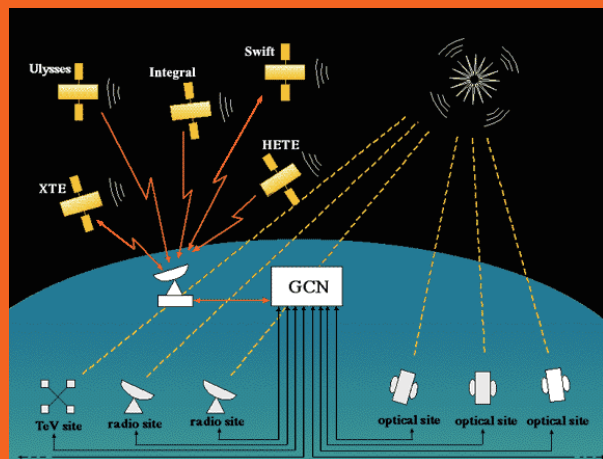 Ulysses
Integral
Swift
XTE
HETE
GCN
TeV site
radio site
radio site
optical site
optical site
optical site